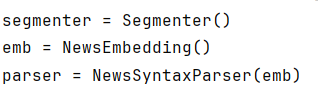 segmenter = Segmenter()
emb = NewsEmbedding()
parser = NewsSyntaxParser(emb)